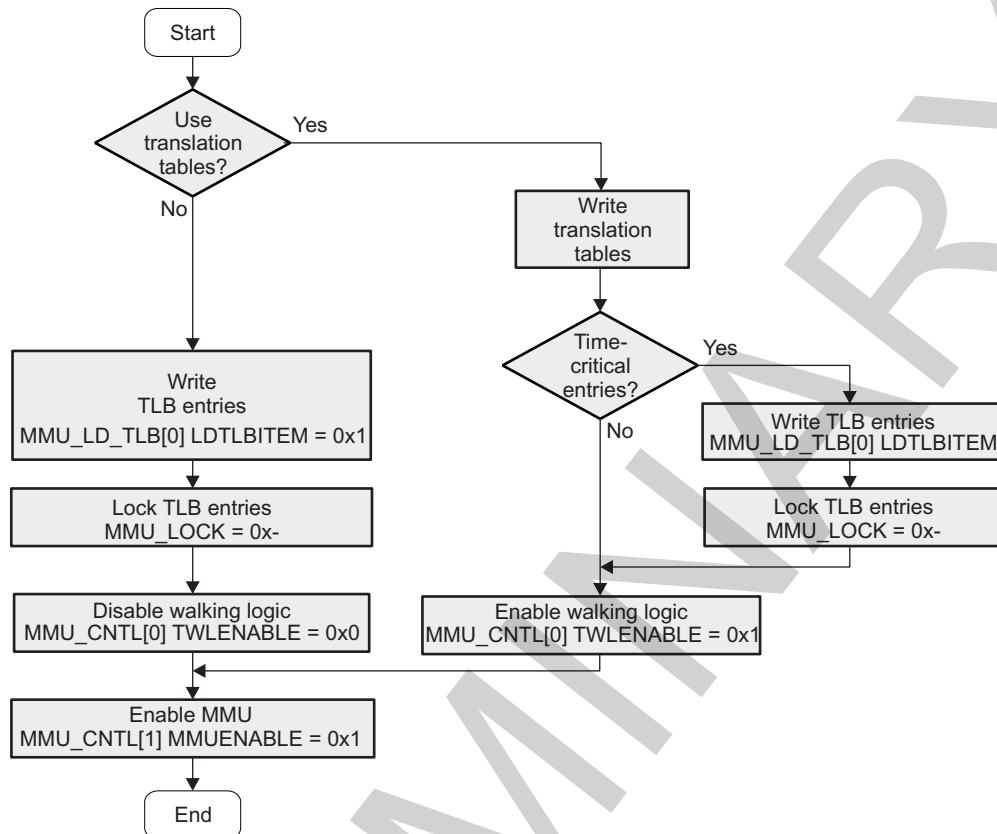 Start
Use
translation
tables?
Yes
No
Write
translation
tables
Time-
critical
entries?
Yes
No
Write
TLB entries
MMU_LD_TLB[0] LDTLBITEM = 0x1
Write TLB entries
MMU_LD_TLB[0] LDTLBITEM
Lock TLB entries
MMU_LOCK = 0x-
Lock TLB entries
MMU_LOCK = 0x-
Disable walking logic
MMU_CNTL[0] TWLENABLE = 0x0
Enable walking logic
MMU_CNTL[0] TWLENABLE = 0x1
Enable MMU
MMU_CNTL[1] MMUENABLE = 0x1
End
MINARY